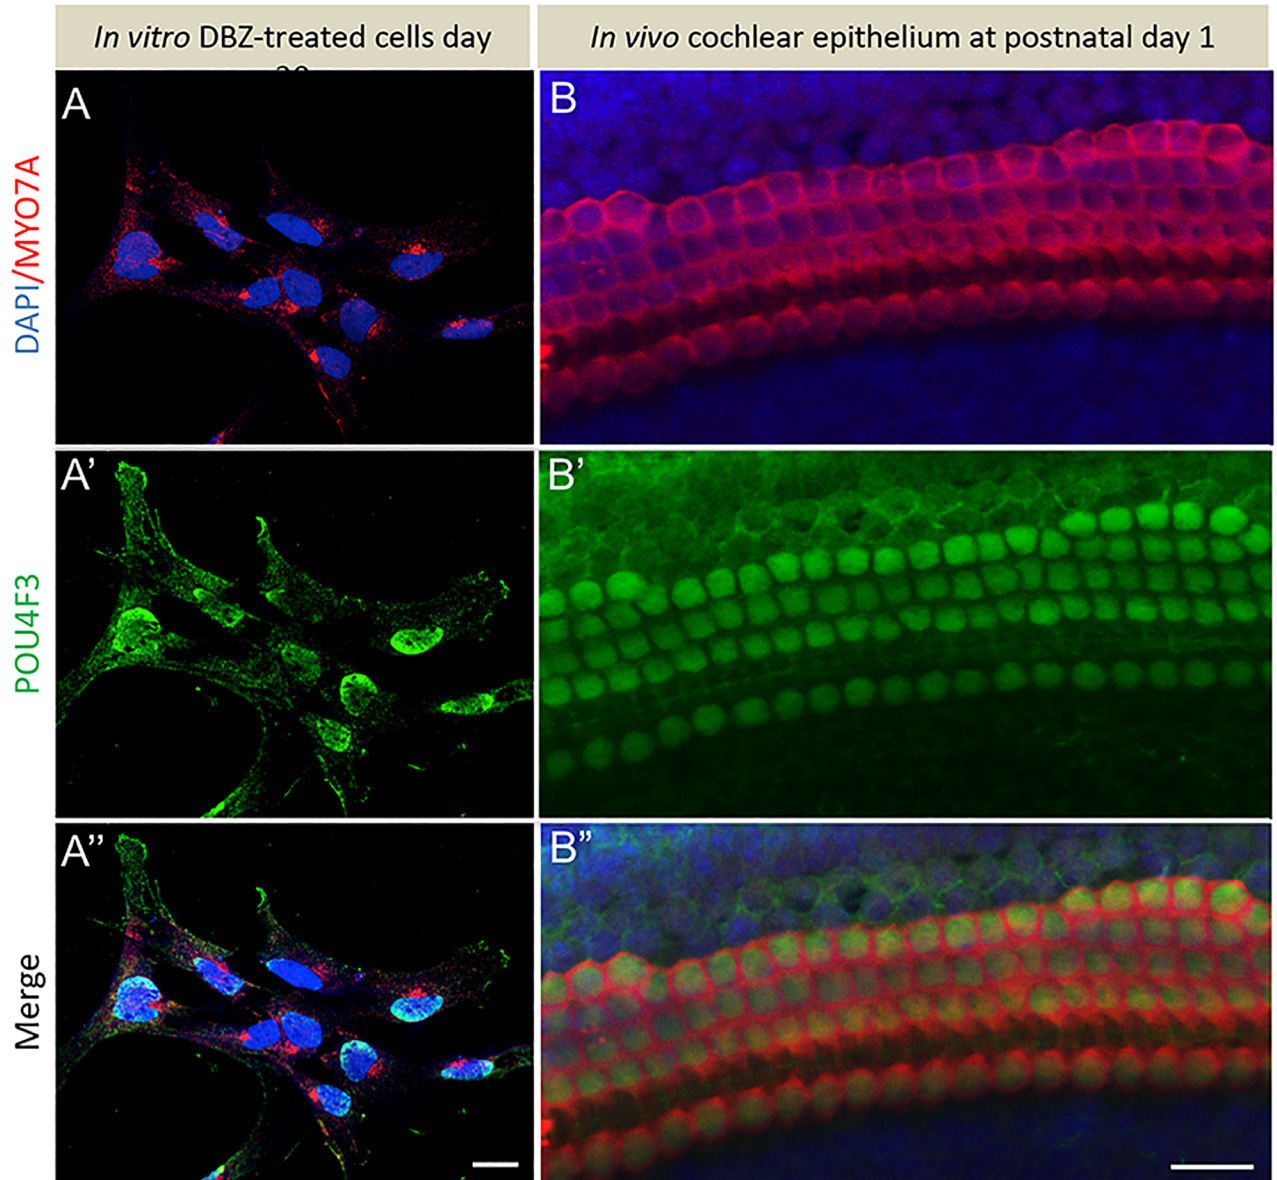 In vitro DBZ-treated cells day
In vivo cochlear epithelium at postnatal day 1
DAPI/MYO7A
A
B
POU4F3
A'
B'
Merge
A"
B"